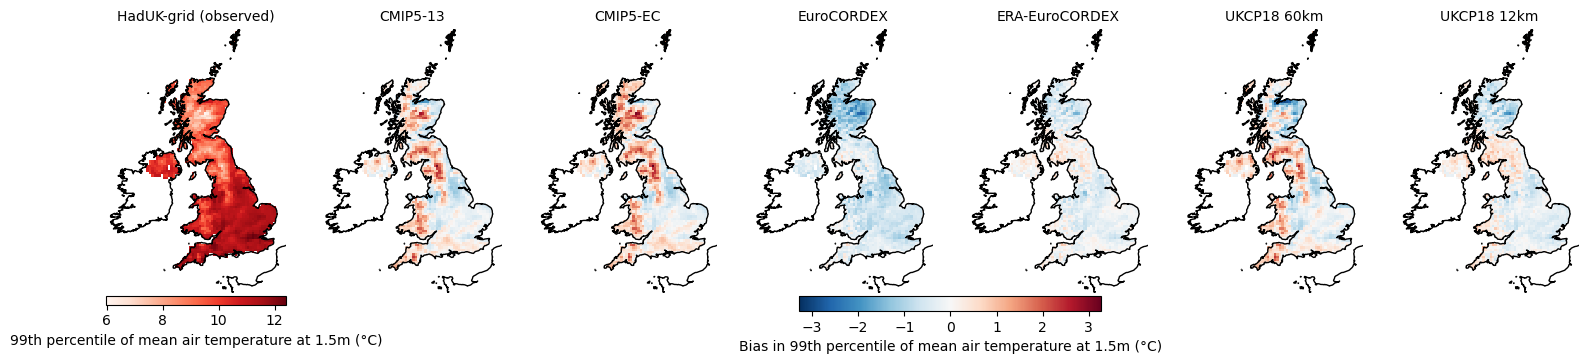 HadUK-grid (observed)
CMIP5-13
CMIP5-EC
EuroCORDEX
ERA-EuroCORDEX
UKCP18 60km
UKCP18 12km
6 8 10 12
99th percentile of mean air temperature at 1.5m (°C)
−3 −2 −1 0 1 2 3
Bias in 99th percentile of mean air temperature at 1.5m (°C)